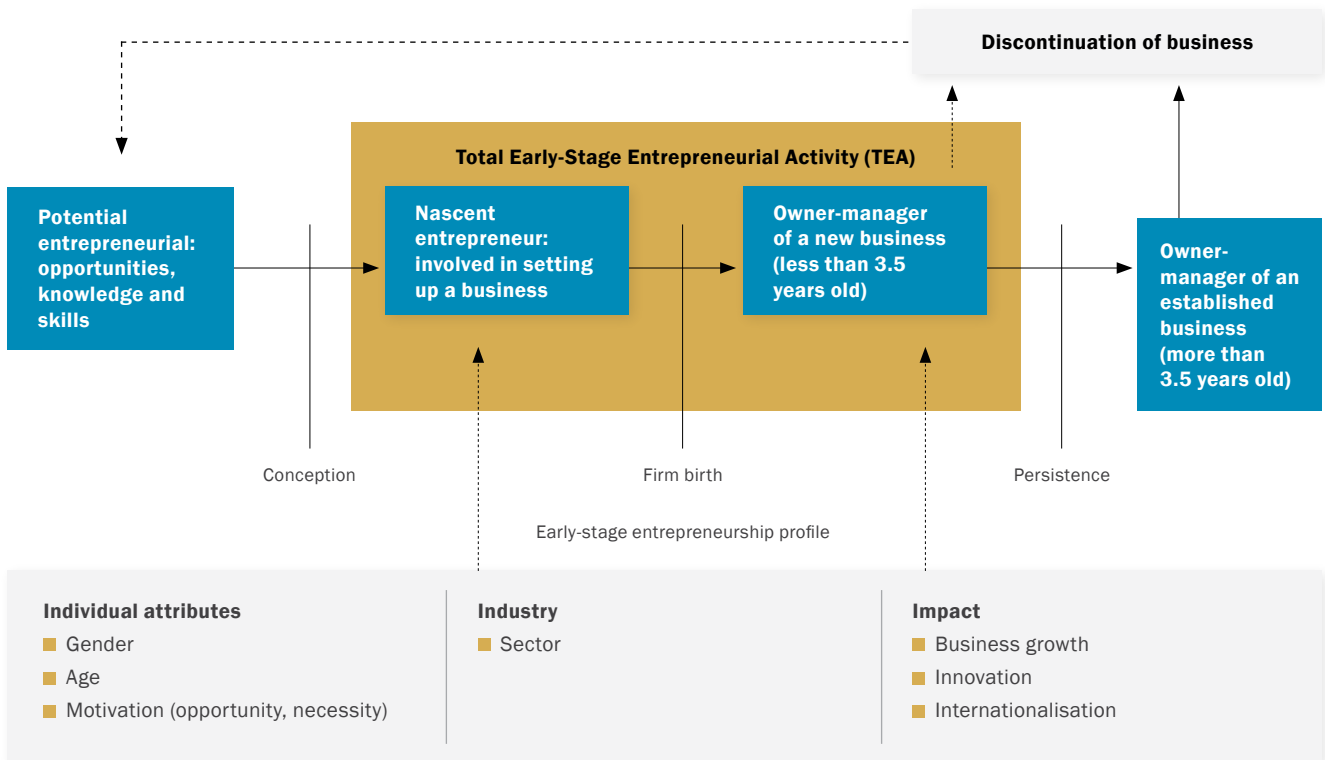 Discontinuation of business
Total Early-Stage Entrepreneurial Activity (TEA)
Potential
entrepreneurial:
opportunities,
knowledge and
skills
Nascent
entrepreneur:
involved in setting
up a business
Owner-manager
of a new business
(less than 3.5
years old)
Owner-
manager of an
established
business
(more than
3.5 years old)
Conception
Firm birth
Persistence
Early-stage entrepreneurship profile
Individual attributes
Gender
Age
Motivation (opportunity, necessity)
Industry
Sector
Impact
Business growth
Innovation
Internationalisation